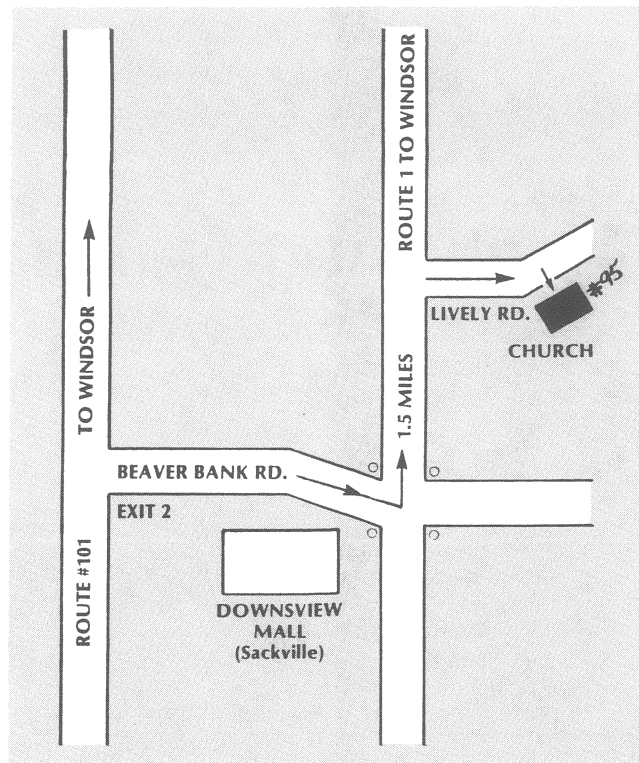 ROUTE 1 TO WINDSOR
TO WINDSOR
#95
LIVELY RD.
CHURCH
1.5 MILES
BEAVER BANK RD.
EXIT 2
ROUTE #101
DOWNSVIEW
MALL
(Sackville)